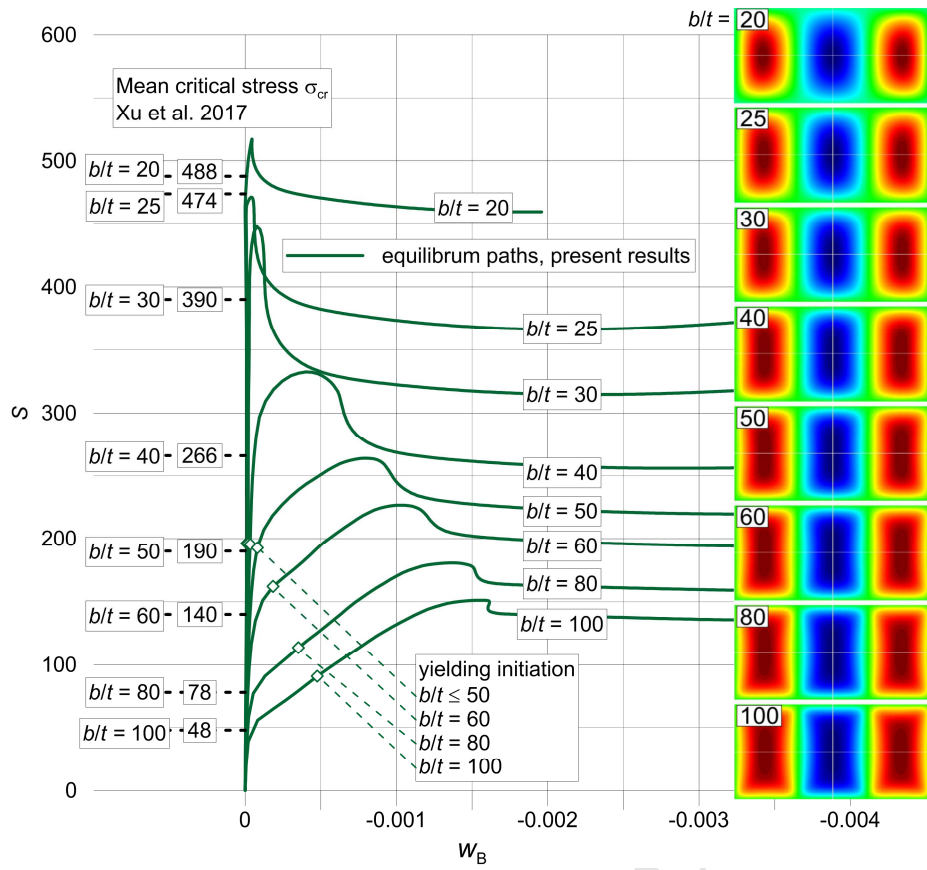 b/t = 20
600
Mean critical stress σcr
Xu et al. 2017
25
500
b/t = 20 488
b/t = 25 474
b/t = 20
30
equilibrum paths, present results
400
b/t = 30 390
b/t = 25
40
b/t = 30
300
50
S
b/t = 40 266
b/t = 40
b/t = 50
60
200
b/t = 50 190
b/t = 60
b/t = 80
b/t = 60 140
80
b/t = 100
100
yielding initiation
b/t ≤ 50
b/t = 60
b/t = 80
b/t = 100
b/t = 80 78
100
b/t = 100 48
0
0 -0.001 -0.002 -0.003 -0.004
wB